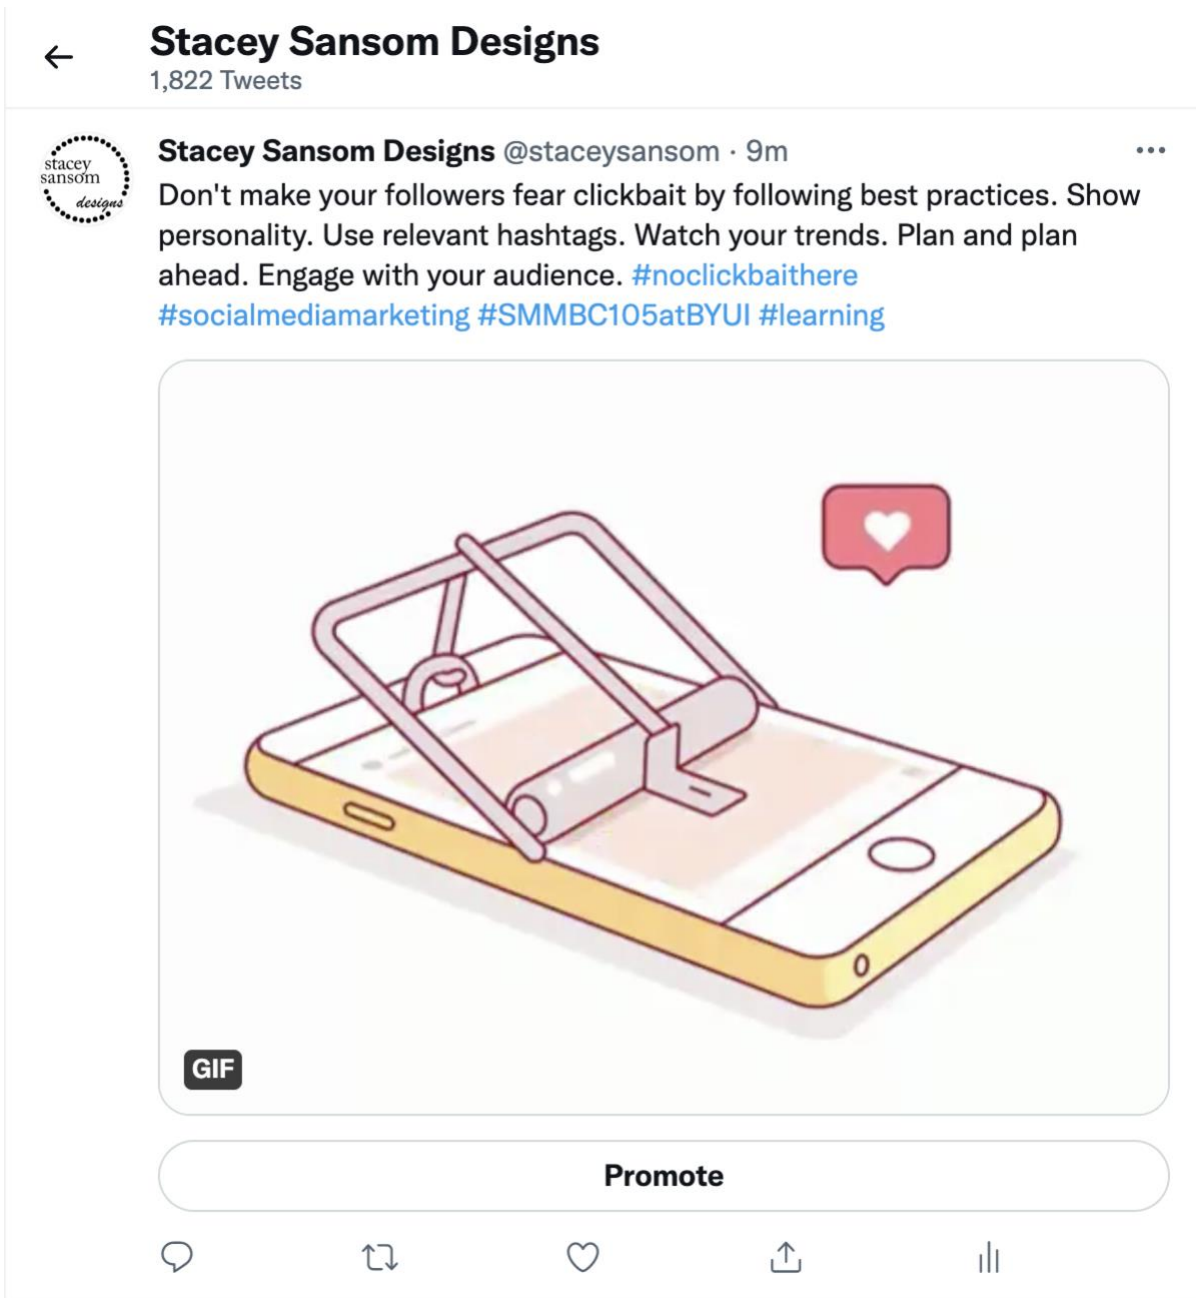 Stacey Sansom Designs
1,822 Tweets
stacey
sansom
designs
Stacey Sansom Designs @staceysansom · 9m
Don't make your followers fear clickbait by following best practices. Show
personality. Use relevant hashtags. Watch your trends. Plan and plan
ahead. Engage with your audience. #noclickbaithere
#socialmediamarketing #SMMBC105atBYUI #learning
GIF
Promote